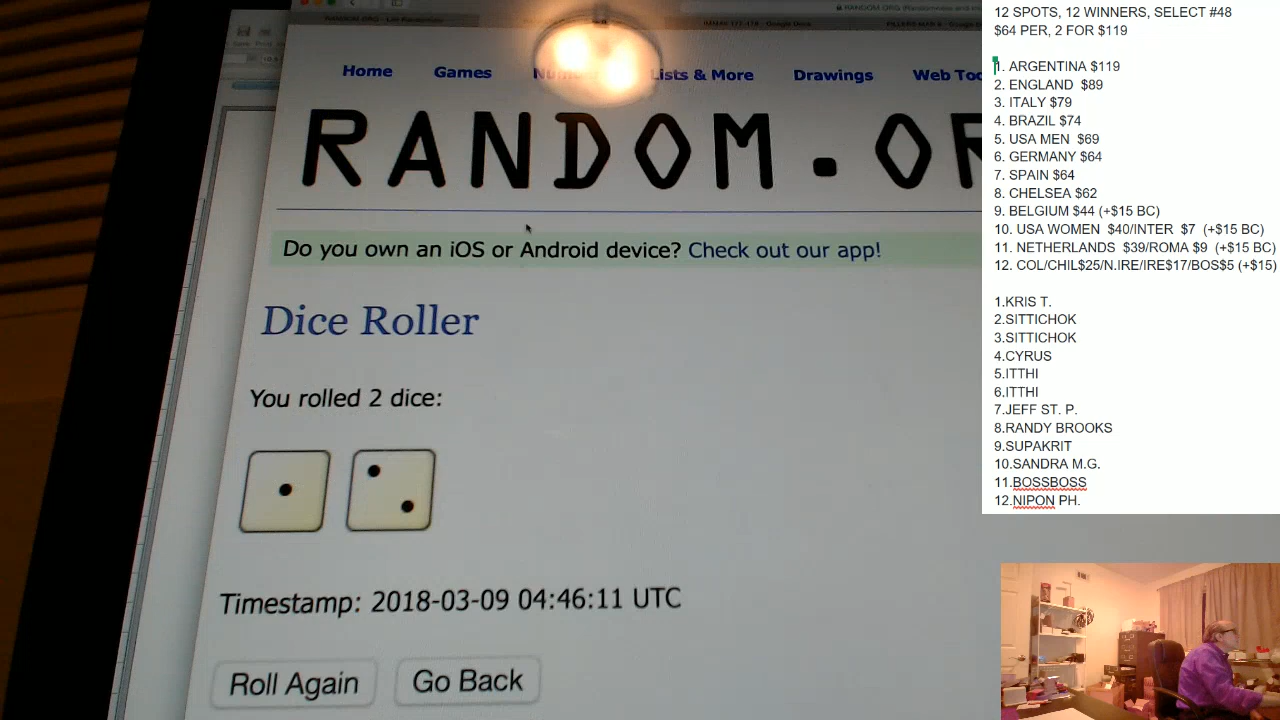 12 SPOTS, 12 WINNERS, SELECT #48
$64 PER, 2 FOR $119
1. ARGENTINA $119
2. ENGLAND $89
3. ITALY $79
4. BRAZIL $74
5. USA MEN $69
6. GERMANY $64
7. SPAIN $64
8. CHELSEA $62
9. BELGIUM $44 (+$15 BC)
10. USA WOMEN $40/INTER $7 (+$15 BC)
11. NETHERLANDS $39/ROMA $9 (+$15 BC)
12. COL/CHIL$25/N.IRE/IRE$17/BOS$5 (+$15)
1.KRIS T.
2.SITTICHOK
3.SITTICHOK
4.CYRUS
5.ITTHI
6.ITTHI
7.JEFF ST. P.
8.RANDY BROOKS
9.SUPAKRIT
10.SANDRA M.G.
11.BOSSBOSS
12.NIPON PH.
Home Games Lists & More Drawings Web Too
RANDOM.OR
Do you own an iOS or Android device? Check out our app!
Dice Roller
You rolled 2 dice:
Timestamp: 2018-03-09 04:46:11 UTC
Roll Again Go Back